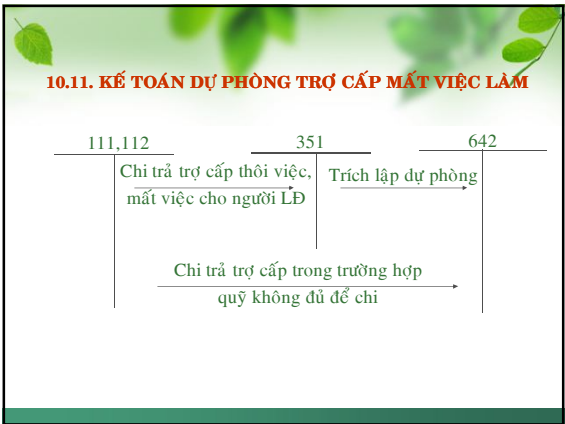 10.11. KẾ TOÁN DỰ PHÒNG TRỢ CẤP MẤT VIỆC LÀM
111,112
351
642
Chi trả trợ cấp thôi việc,
mất việc cho người LĐ
Trích lập dự phòng
Chi trả trợ cấp trong trường hợp
quỹ không đủ để chi